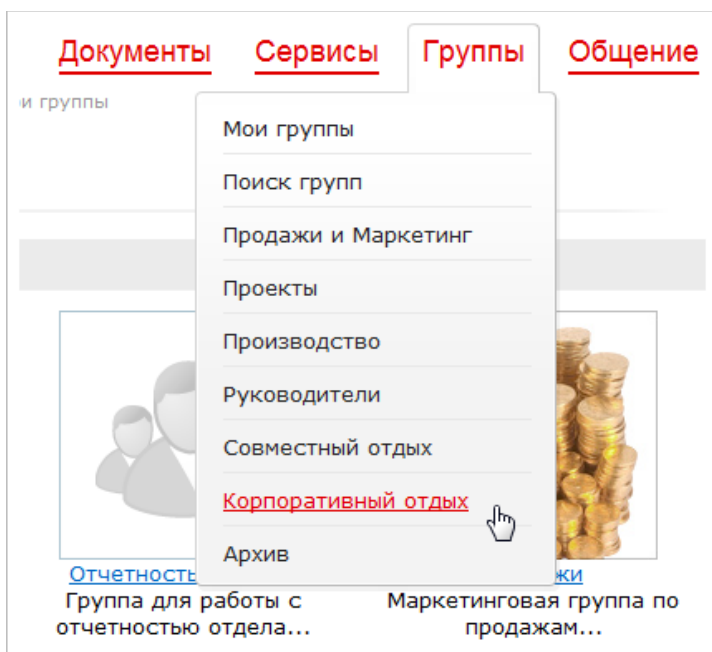 Документы Сервисы Группы Общение
и группы
Мои группы
Поиск групп
Продажи и Маркетинг
Проекты
Производство
Руководители
Совместный отдых
Корпоративный отдых
Архив
Отчетность жи
Группа для работы с отчетностью отдела...
Маркетинговая группа по продажам...